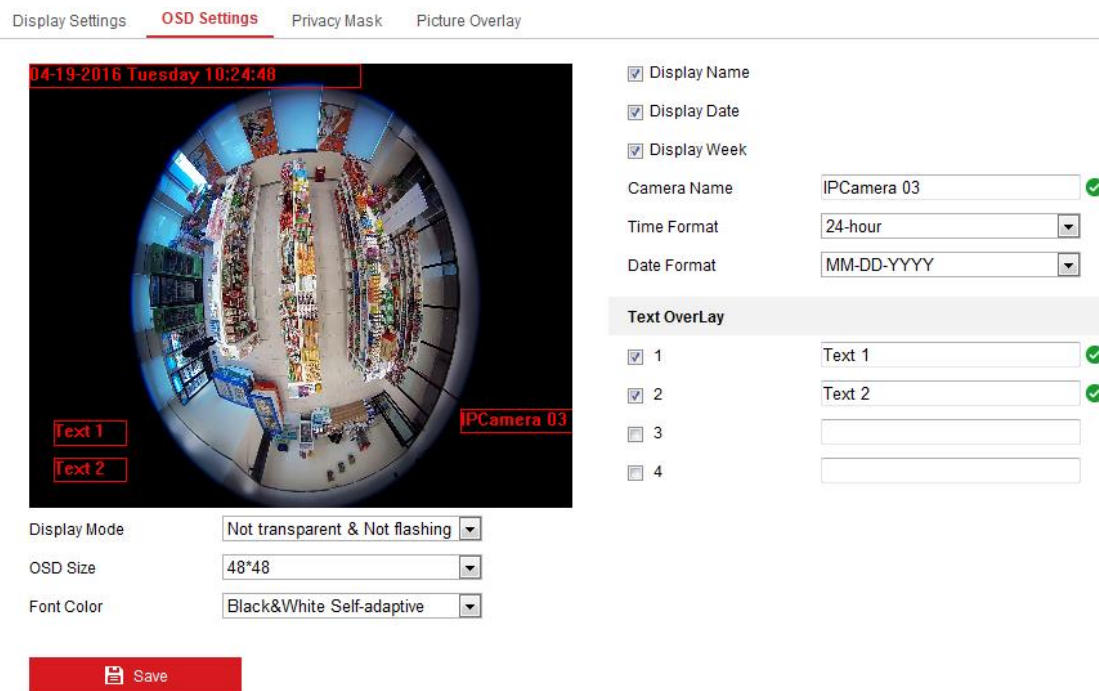 Display Settings OSD Settings Privacy Mask Picture Overlay
04-19-2016 Tuesday 10:24:48
IPCamera 03
Text 1
Text 2
Display Mode Not transparent & Not flashing
OSD Size 48*48
Font Color Black&White Self-adaptive
Save
Display Name
Display Date
Display Week
Camera Name IPCamera 03
Time Format 24-hour
Date Format MM-DD-YYYY
Text OverLay
1 Text 1
2 Text 2
3
4